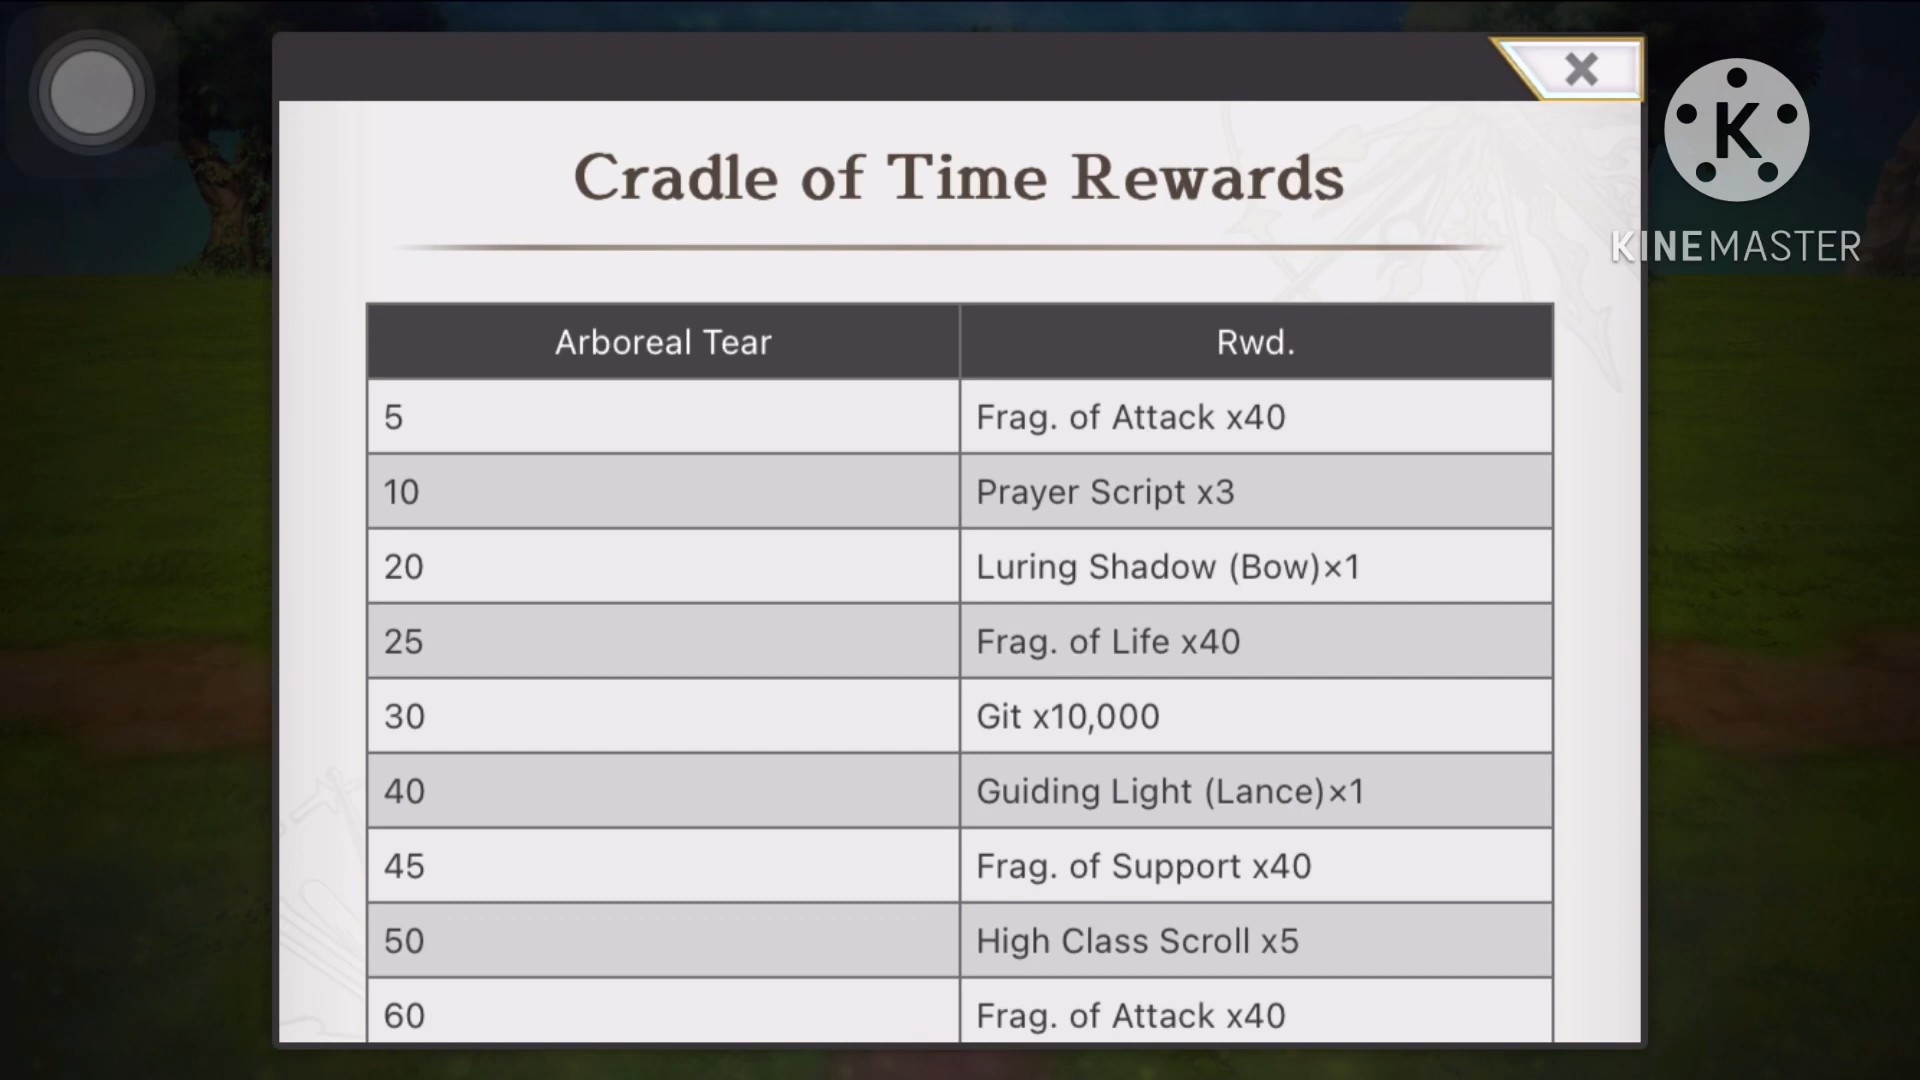 Cradle of Time Rewards
K
KINEMASTER
Arboreal Tear Rwd.
5 Frag. of Attack x40
10 Prayer Script x3
20 Luring Shadow (Bow)×1
25 Frag. of Life x40
30 Git x10,000
40 Guiding Light (Lance)×1
45 Frag. of Support x40
50 High Class Scroll x5
60 Frag. of Attack x40